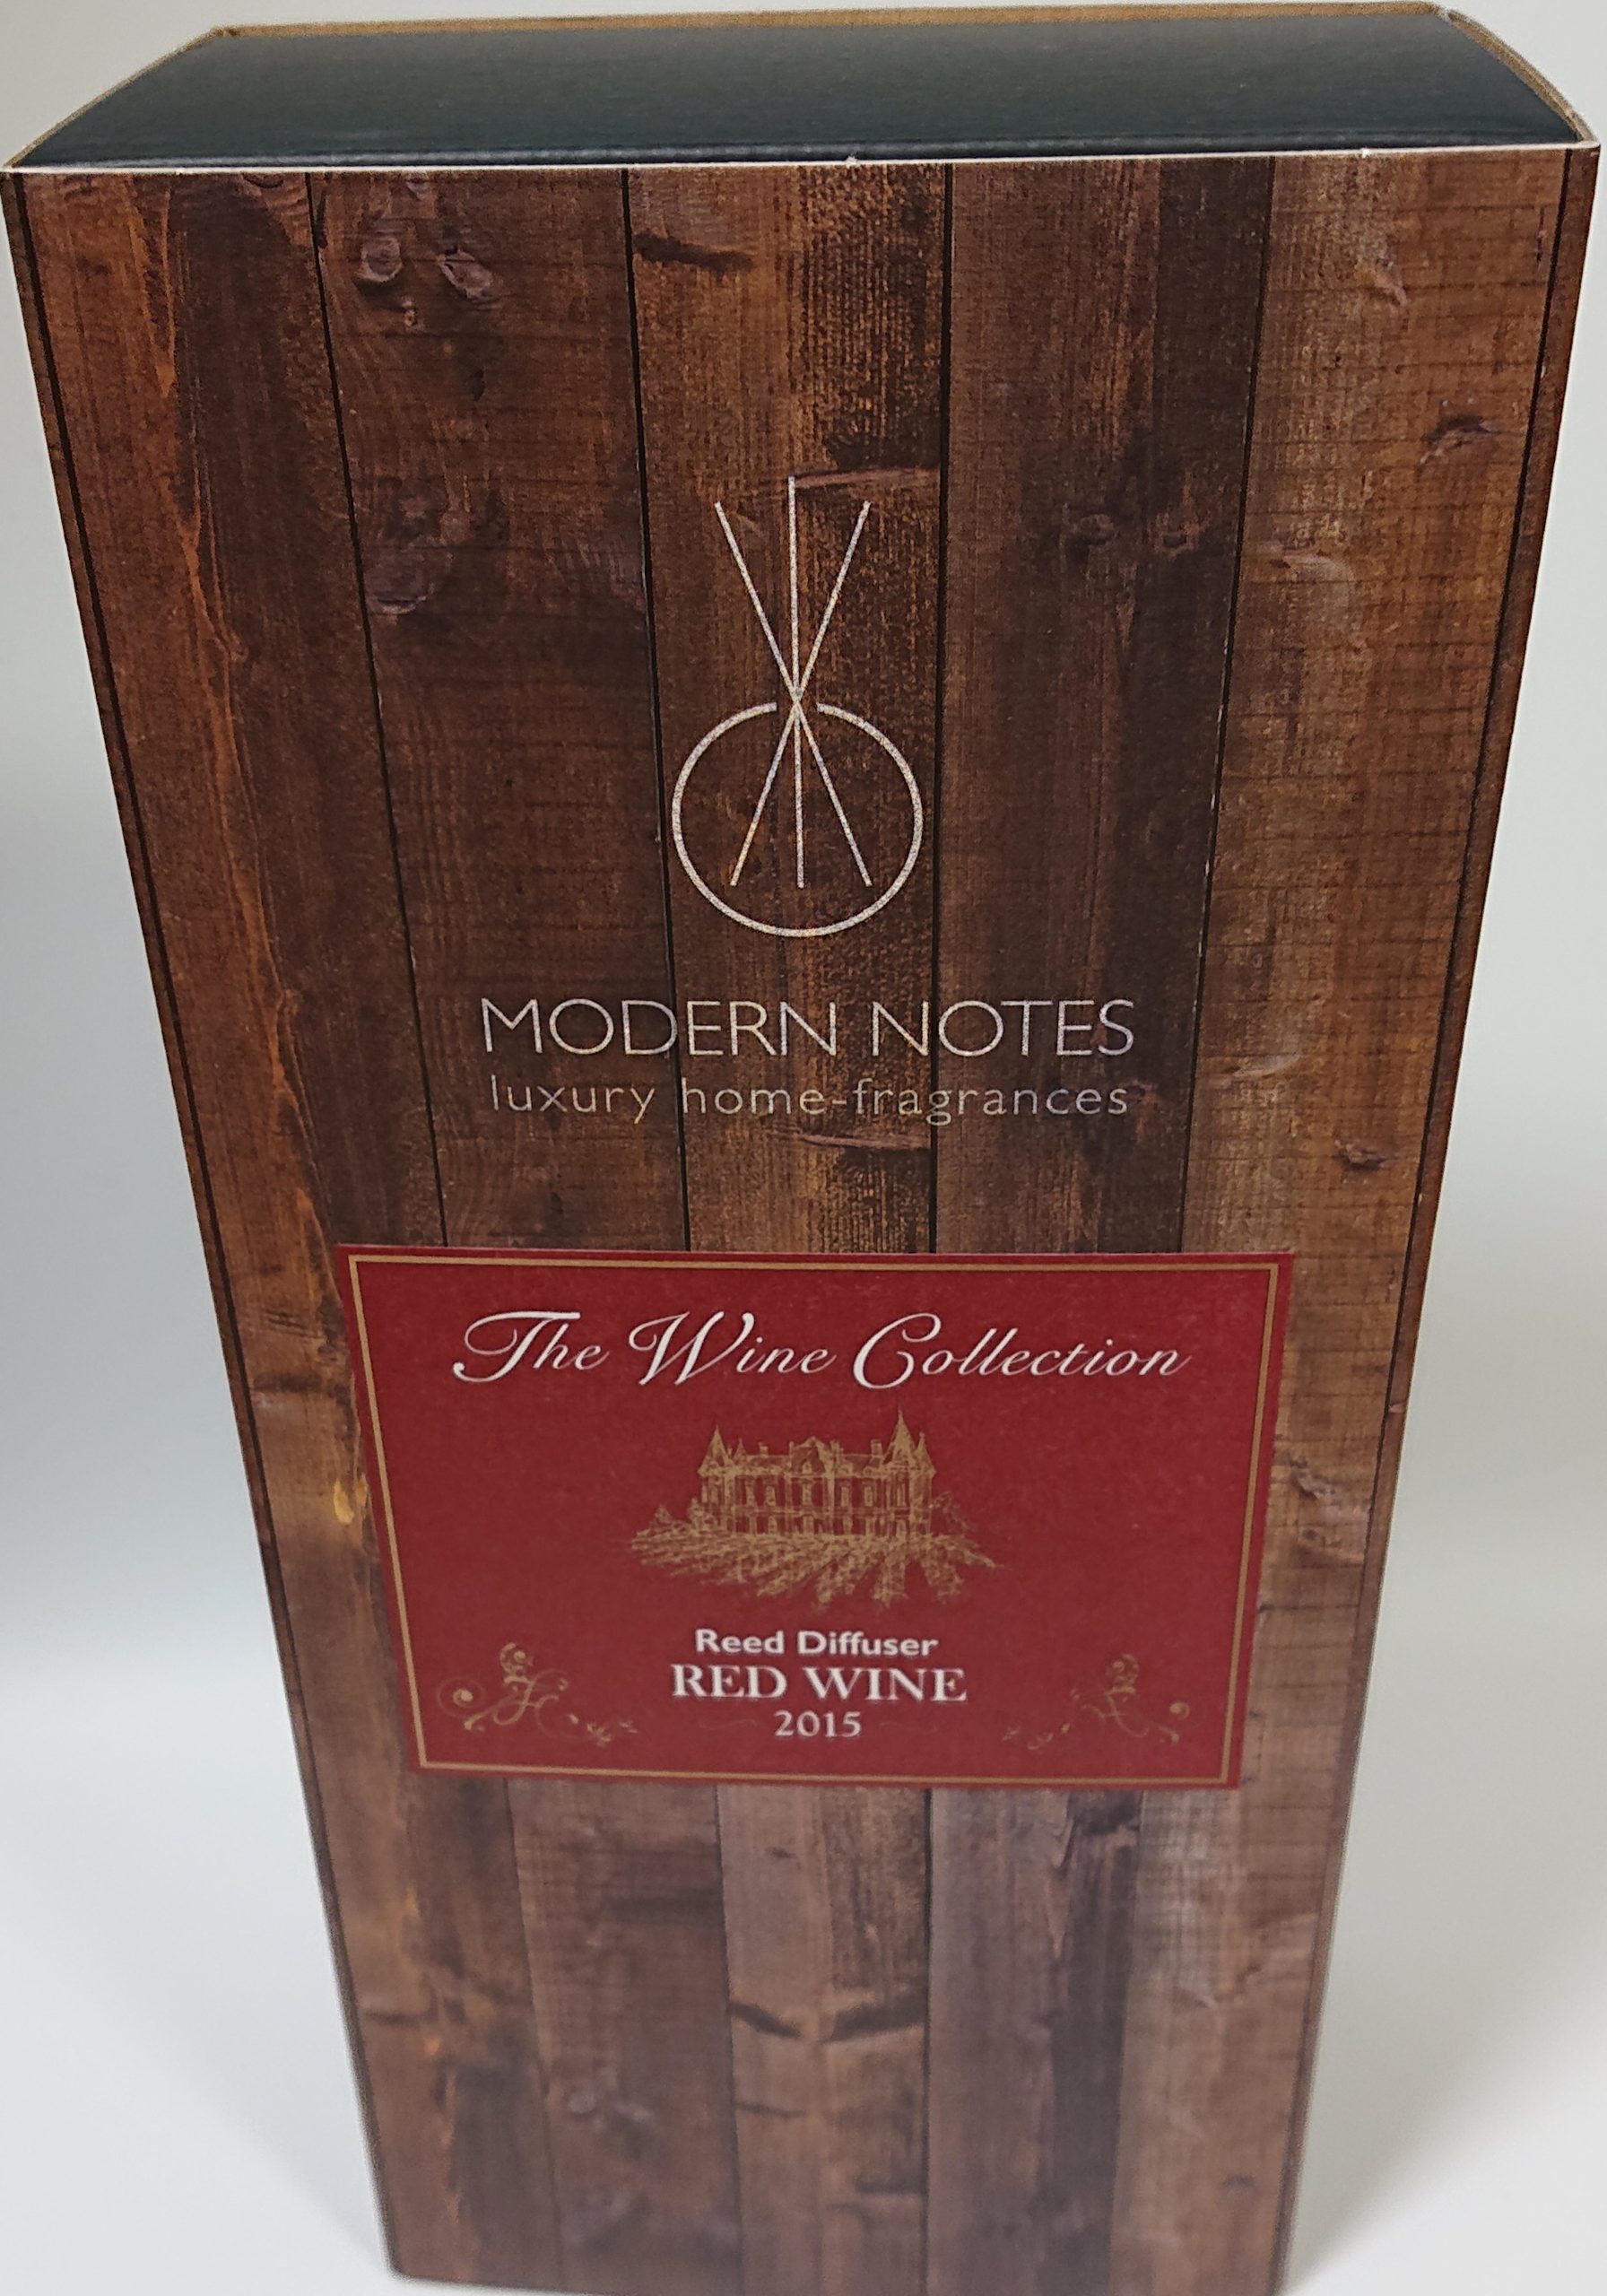 MODERN NOTES
luxury home-fragrances
The Wine Collection
Reed Diffuser
RED WINE
2015